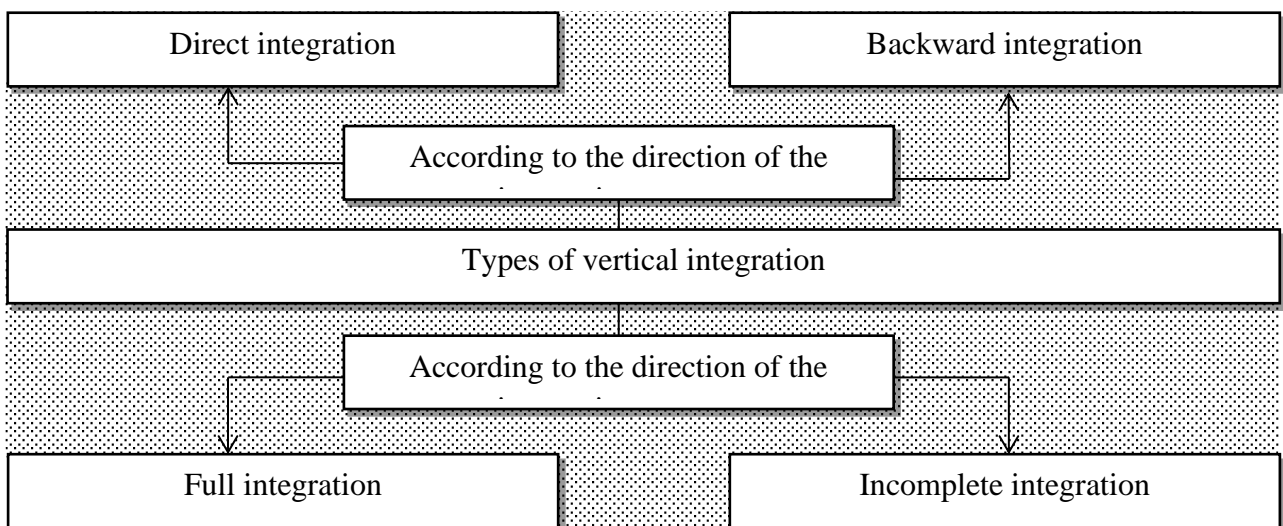 Direct integration
Backward integration
According to the direction of the
Types of vertical integration
According to the direction of the
Full integration
Incomplete integration